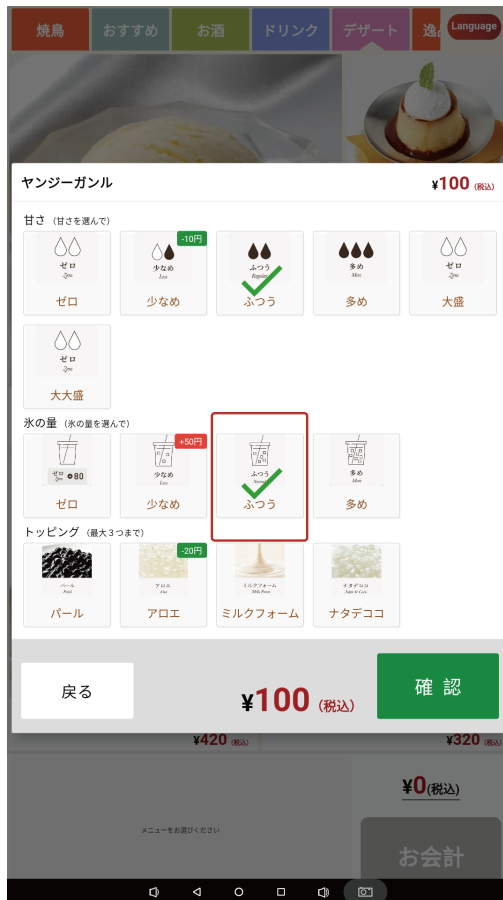 焼鳥
おすすめ
お酒
ドリンク
デザート
逸
Language
ヤンジーガンル
¥100 (税込)
甘さ (甘さを選んで)
-10円
ゼロ
Zero
少なめ
Less
ふつう
Regular
多め
More
ゼロ
Zero
ゼロ
少なめ
ふつう
多め
大盛
ゼロ
Zero
大大盛
氷の量 (氷の量を選んで)
+50円
ゼロ
Zero
80
少なめ
Less
ふつう
Normal
多め
More
ゼロ
少なめ
ふつう
多め
トッピング (最大3つまで)
-20円
パール
Pearl
アロエ
Aloe
ミルクフォーム
Milk Foam
ナタデココ
Nata de Coco
パール
アロエ
ミルクフォーム
ナタデココ
戻る
¥100 (税込)
確認
¥420 (税込)
¥320 (税込)
¥0(税込)
メニューをお選びください
お会計